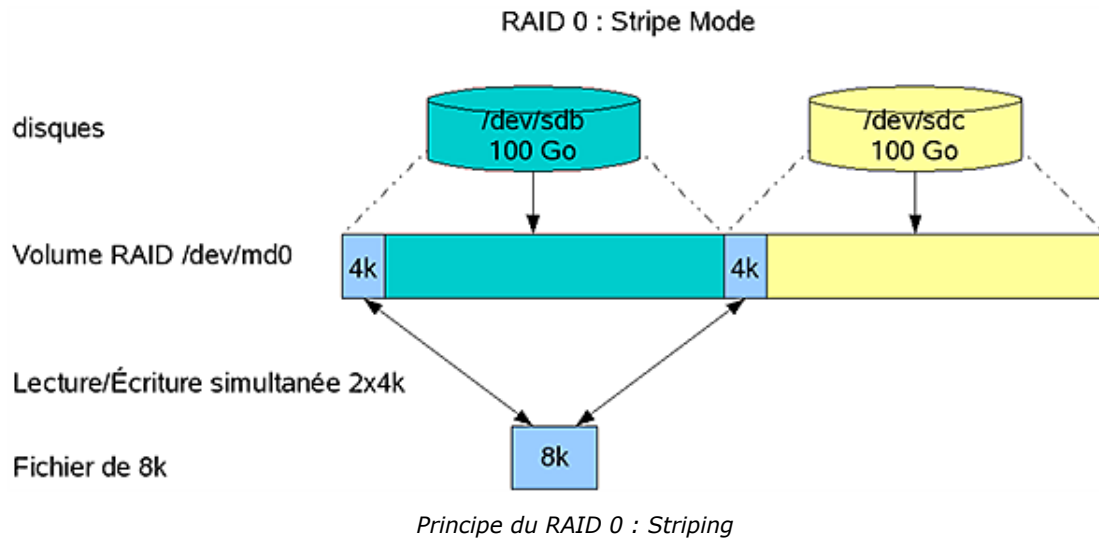 RAID 0 : Stripe Mode
disques
/dev/sdb
100 Go
/dev/sdc
100 Go
Volume RAID /dev/md0
4k
4k
Lecture/Écriture simultanée 2x4k
Fichier de 8k
8k
Principe du RAID 0 : Striping